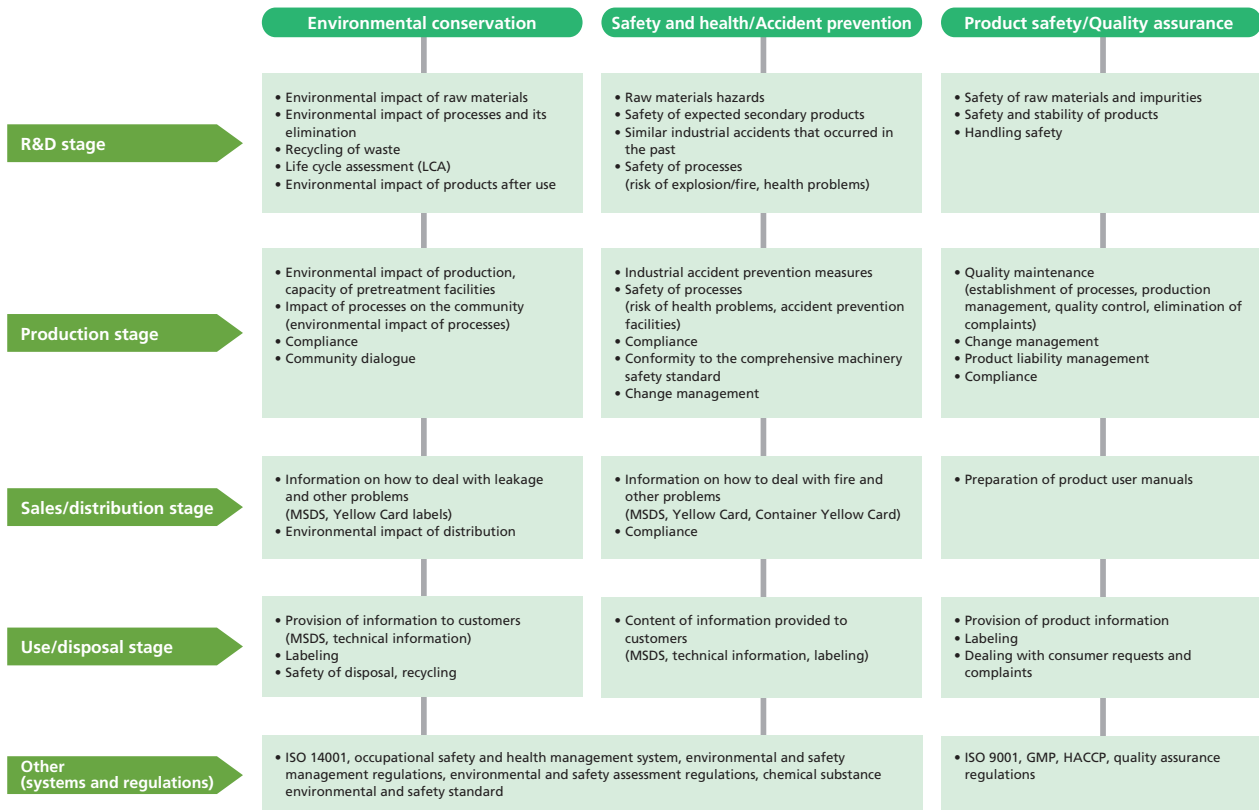 Environmental conservation
Safety and health/Accident prevention
Product safety/Quality assurance
R&D stage
• Environmental impact of raw materials
• Environmental impact of processes and its
elimination
• Recycling of waste
• Life cycle assessment (LCA)
• Environmental impact of products after use
• Raw materials hazards
• Safety of expected secondary products
• Similar industrial accidents that occurred in
the past
• Safety of processes
(risk of explosion/fire, health problems)
• Safety of raw materials and impurities
• Safety and stability of products
• Handling safety
Production stage
• Environmental impact of production,
capacity of pretreatment facilities
• Impact of processes on the community
(environmental impact of processes)
• Compliance
• Community dialogue
• Industrial accident prevention measures
• Safety of processes
(risk of health problems, accident prevention
facilities)
• Compliance
• Conformity to the comprehensive machinery
safety standard
• Change management
• Quality maintenance
(establishment of processes, production
management, quality control, elimination of
complaints)
• Change management
• Product liability management
• Compliance
Sales/distribution stage
• Information on how to deal with leakage
and other problems
(MSDS, Yellow Card labels)
• Environmental impact of distribution
• Information on how to deal with fire and
other problems
(MSDS, Yellow Card, Container Yellow Card)
• Compliance
• Preparation of product user manuals
Use/disposal stage
• Provision of information to customers
(MSDS, technical information)
• Labeling
• Safety of disposal, recycling
• Content of information provided to
customers
(MSDS, technical information, labeling)
• Provision of product information
• Labeling
• Dealing with consumer requests and
complaints
Other
(systems and regulations)
• ISO 14001, occupational safety and health management system, environmental and safety
management regulations, environmental and safety assessment regulations, chemical substance
environmental and safety standard
• ISO 9001, GMP, HACCP, quality assurance
regulations